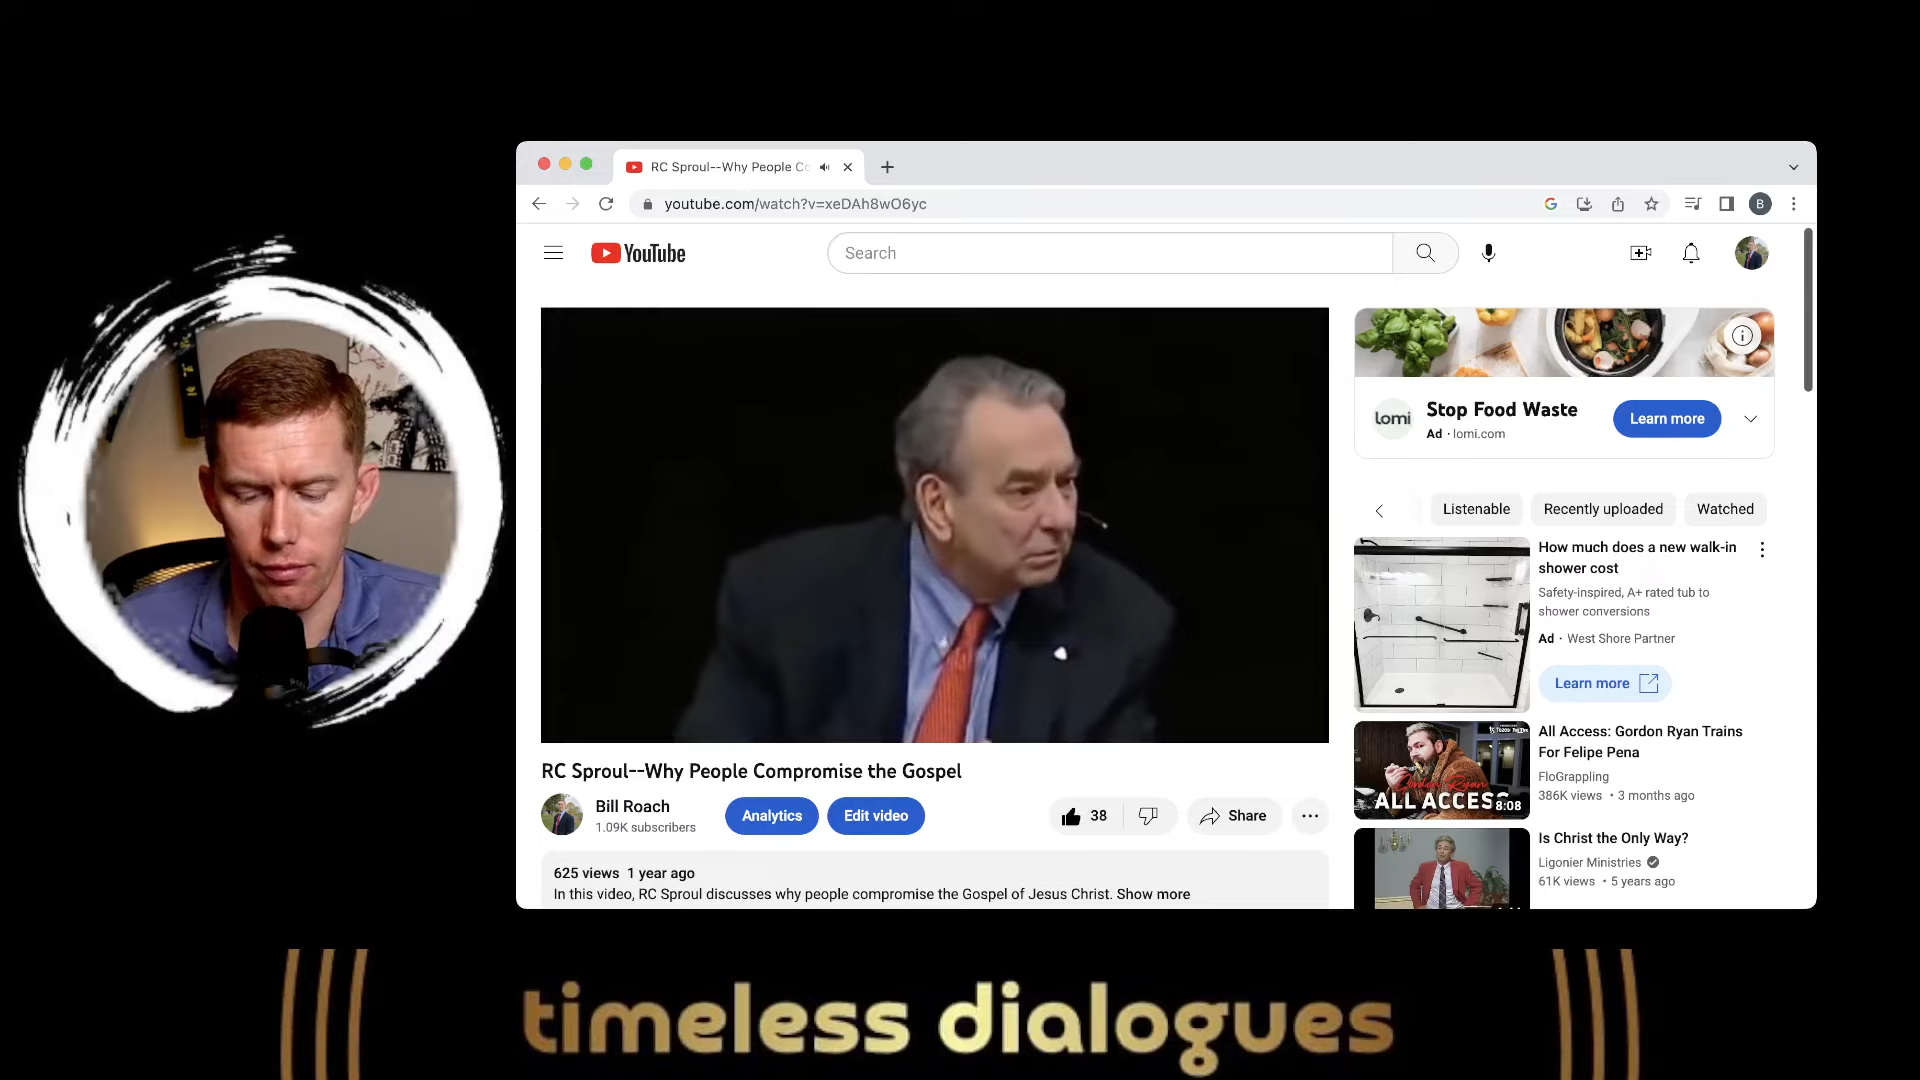 RC Sproul--Why People Co
youtube.com/watch?v=xeDAh8wO6yc
B
YouTube
Search
lomi
Stop Food Waste
Ad · lomi.com
Learn more
Listenable
Recently uploaded
Watched
How much does a new walk-in
shower cost
Safety-inspired, A+ rated tub to
shower conversions
Ad · West Shore Partner
Learn more
ALL ACCESS
8:08
All Access: Gordon Ryan Trains
For Felipe Pena
FloGrappling
386K views • 3 months ago
Is Christ the Only Way?
Ligonier Ministries
61K views • 5 years ago
RC Sproul--Why People Compromise the Gospel
Bill Roach
1.09K subscribers
Analytics
Edit video
38
Share
625 views 1 year ago
In this video, RC Sproul discusses why people compromise the Gospel of Jesus Christ. Show more
timeless dialogues